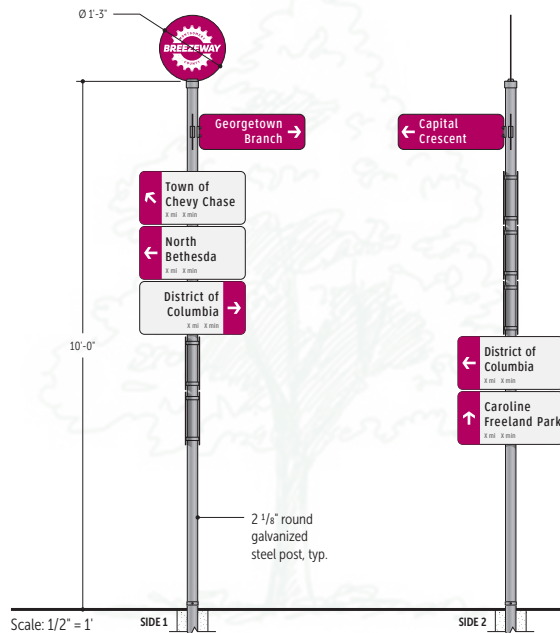 Ø 1'-3"
MONTGOMERY
BREEZEWAY
COUNTY
Georgetown
Branch
Capital
Crescent
Town of
Chevy Chase
X mi X min
North
Bethesda
X mi X min
District of
Columbia
X mi X min
10'-0"
District of
Columbia
X mi X min
Caroline
Freeland Park
X mi X min
2 1/8" round
galvanized
steel post, typ.
Scale: 1/2" = 1'
SIDE 1
SIDE 2